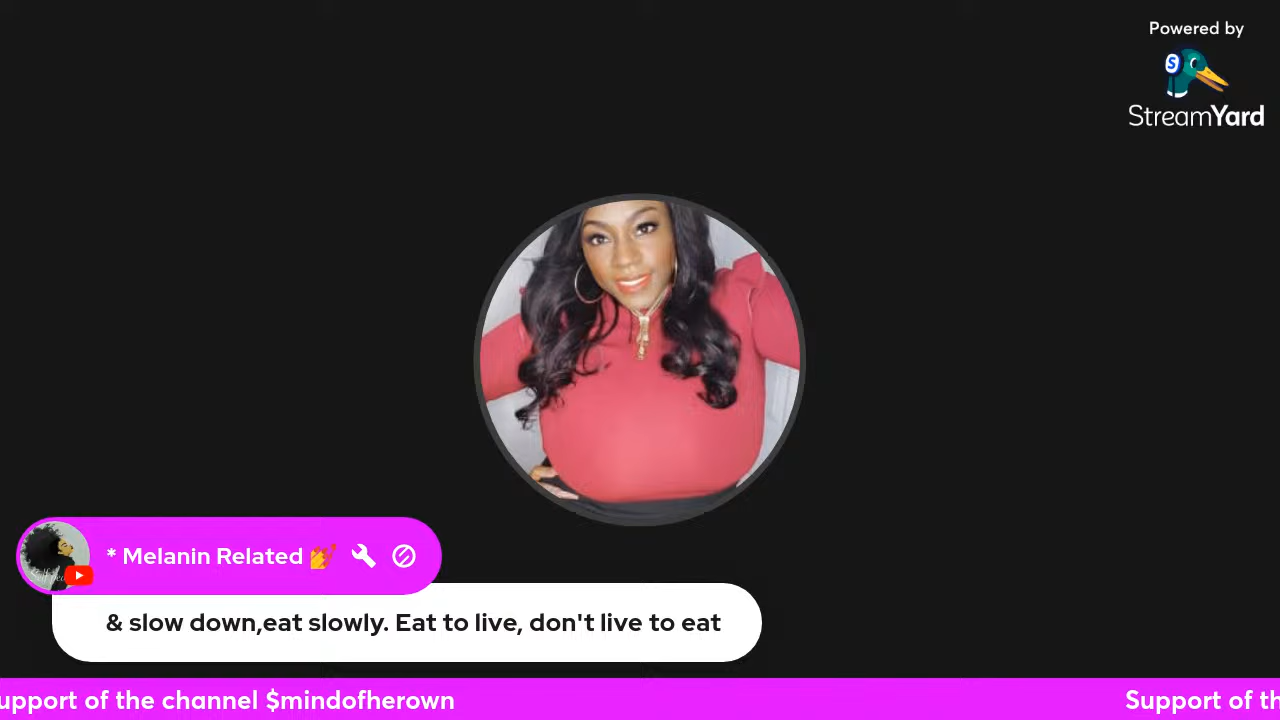 Powered by
StreamYard
* Melanin Related 💅
& slow down,eat slowly. Eat to live, don't live to eat
upport of the channel $mindofherown
Support of th